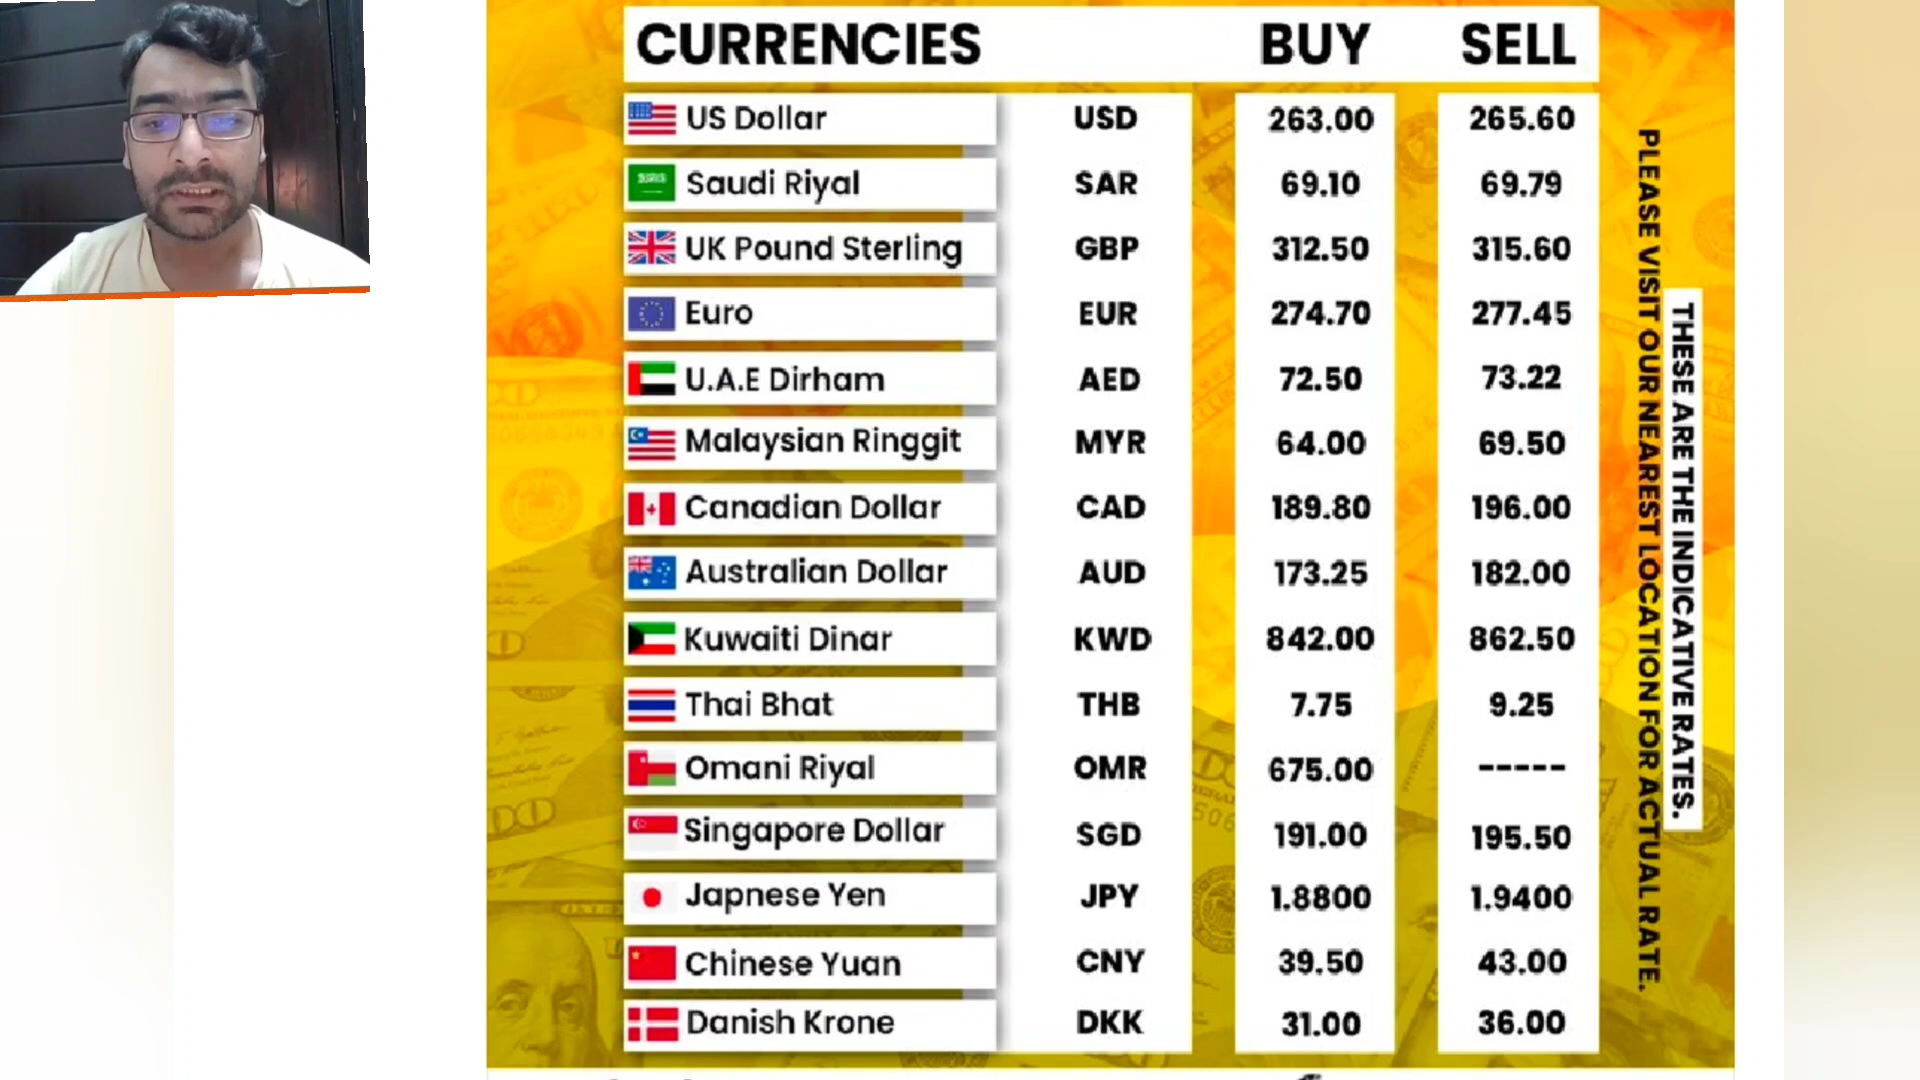 CURRENCIES BUY SELL
US Dollar USD 263.00 265.60
Saudi Riyal SAR 69.10 69.79
UK Pound Sterling GBP 312.50 315.60
Euro EUR 274.70 277.45
U.A.E Dirham AED 72.50 73.22
Malaysian Ringgit MYR 64.00 69.50
Canadian Dollar CAD 189.80 196.00
Australian Dollar AUD 173.25 182.00
Kuwaiti Dinar KWD 842.00 862.50
Thai Bhat THB 7.75 9.25
Omani Riyal OMR 675.00 -----
Singapore Dollar SGD 191.00 195.50
Japnese Yen JPY 1.8800 1.9400
Chinese Yuan CNY 39.50 43.00
Danish Krone DKK 31.00 36.00
THESE ARE THE INDICATIVE RATES.
PLEASE VISIT OUR NEAREST LOCATION FOR ACTUAL RATE.